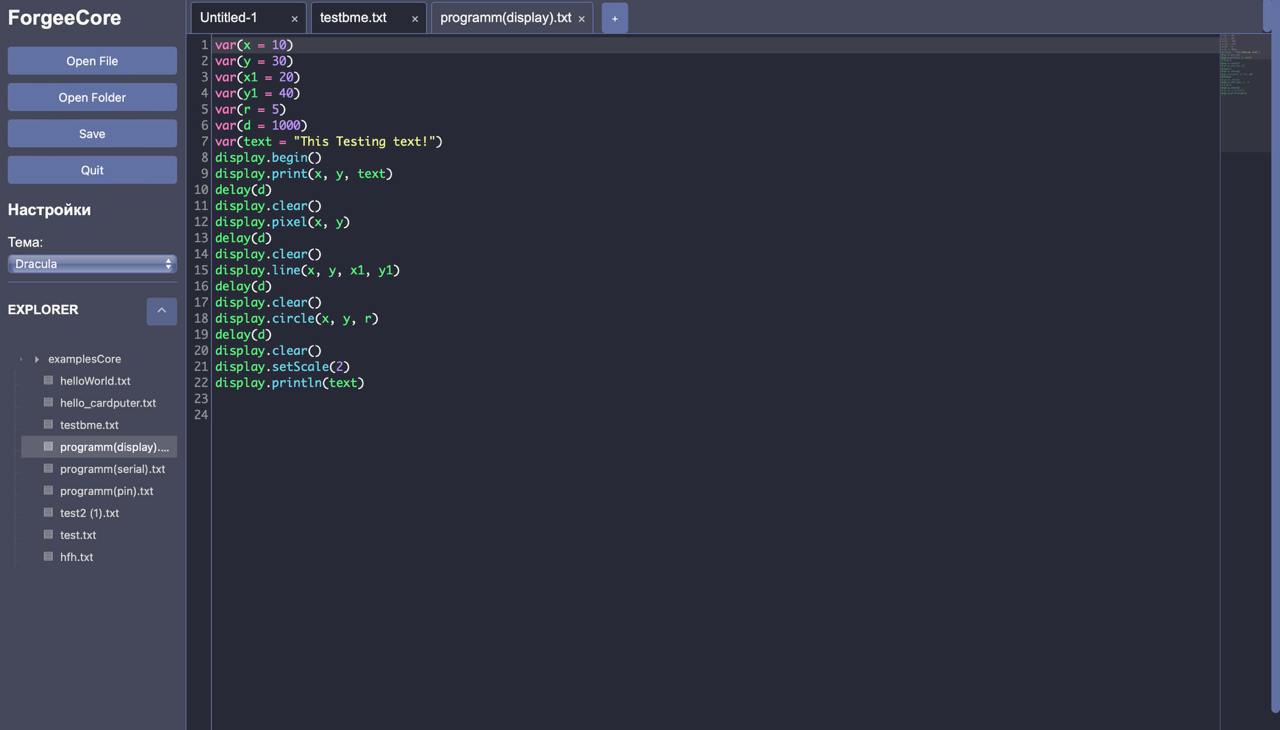 ForgeeCore
Open File
Open Folder
Save
Quit
Настройки
Тема:
Dracula
EXPLORER
examplesCore
helloWorld.txt
hello_cardputer.txt
testbme.txt
programm(display)....
programm(serial).txt
programm(pin).txt
test2 (1).txt
test.txt
hfh.txt
Untitled-1 ×
testbme.txt ×
programm(display).txt ×
+
1 var(x = 10)
2 var(y = 30)
3 var(x1 = 20)
4 var(y1 = 40)
5 var(r = 5)
6 var(d = 1000)
7 var(text = "This Testing text!")
8 display.begin()
9 display.print(x, y, text)
10 delay(d)
11 display.clear()
12 display.pixel(x, y)
13 delay(d)
14 display.clear()
15 display.line(x, y, x1, y1)
16 delay(d)
17 display.clear()
18 display.circle(x, y, r)
19 delay(d)
20 display.clear()
21 display.setScale(2)
22 display.println(text)
23
24